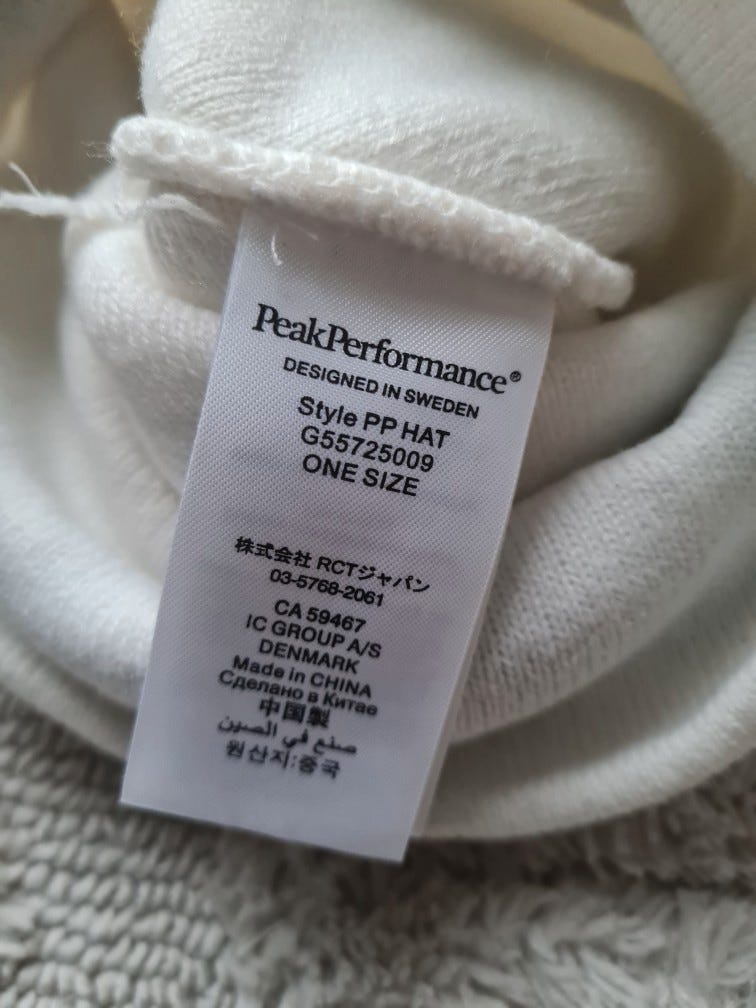 PeakPerformance®
DESIGNED IN SWEDEN
Style PP HAT
G55725009
ONE SIZE
株式会社 RCTジャパン
03-5768-2061
CA 59467
IC GROUP A/S
DENMARK
Made in CHINA
Сделано в Китае
中国製
صنع في الصين
원산지:중국